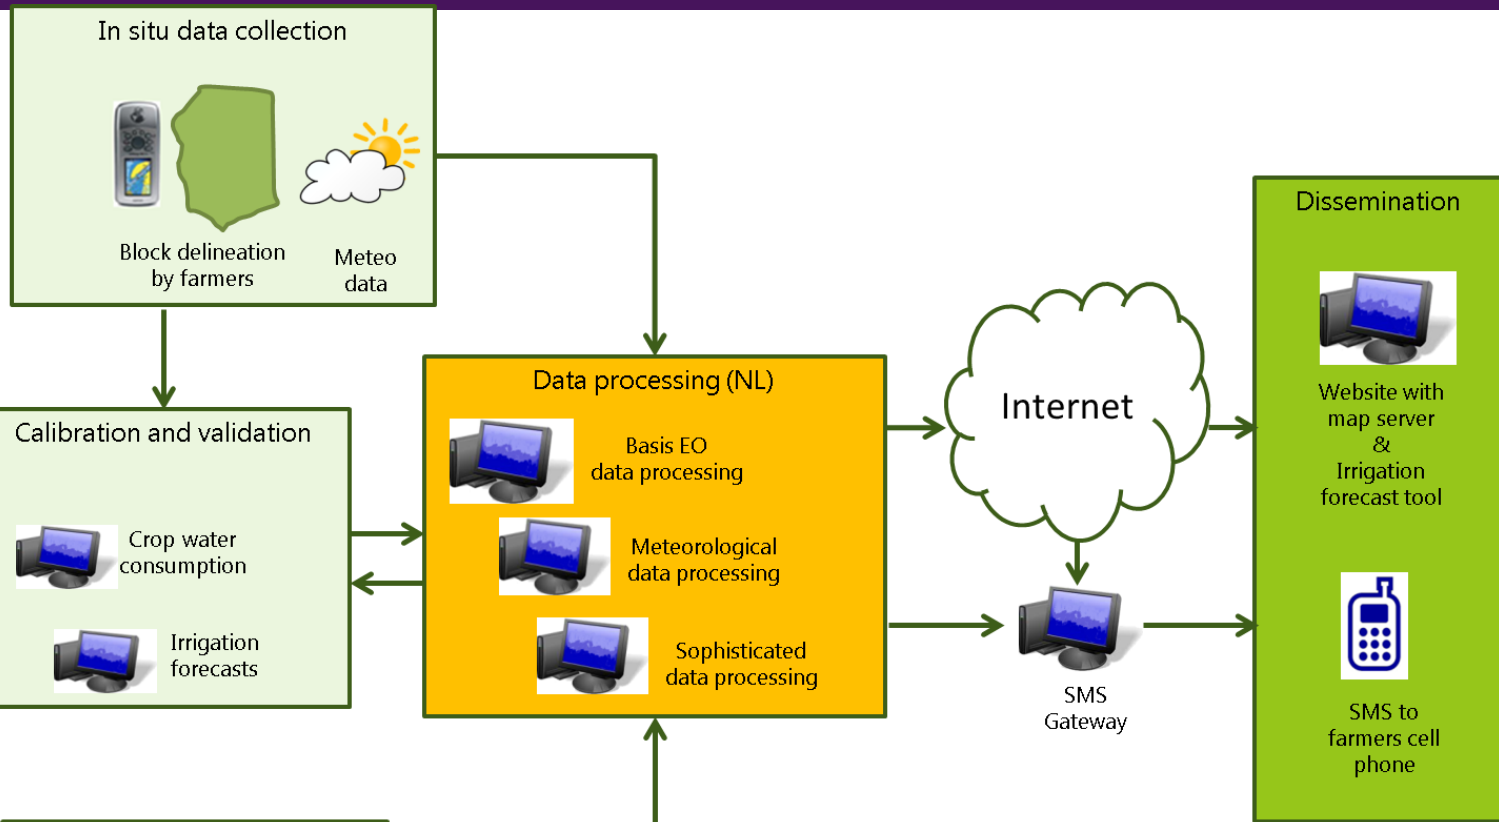 In situ data collection
Block delineation
by farmers
Meteo
data
Calibration and validation
Crop water
consumption
Irrigation
forecasts
Data processing (NL)
Basis EO
data processing
Meteorological
data processing
Sophisticated
data processing
Internet
SMS
Gateway
Dissemination
Website with
map server
&
Irrigation
forecast tool
SMS to
farmers cell
phone